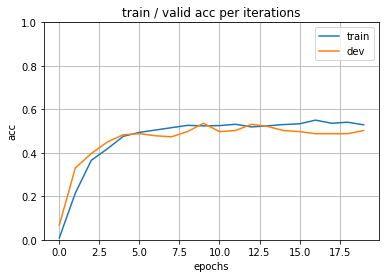 train / valid acc per iterations
train
dev
acc
1.0
0.8
0.6
0.4
0.2
0.0
0.0 2.5 5.0 7.5 10.0 12.5 15.0 17.5
epochs